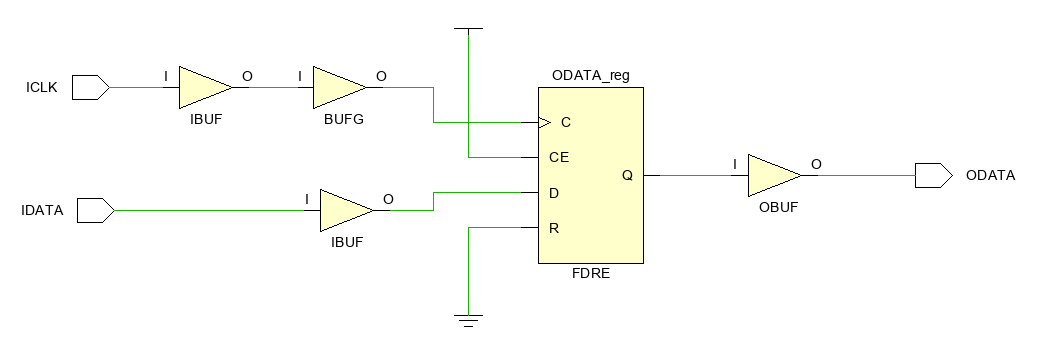 ODATA_reg
ICLK
I
O
I
O
IBUF
BUFG
C
CE
Q
I
O
ODATA
IDATA
I
O
D
OBUF
IBUF
R
FDRE